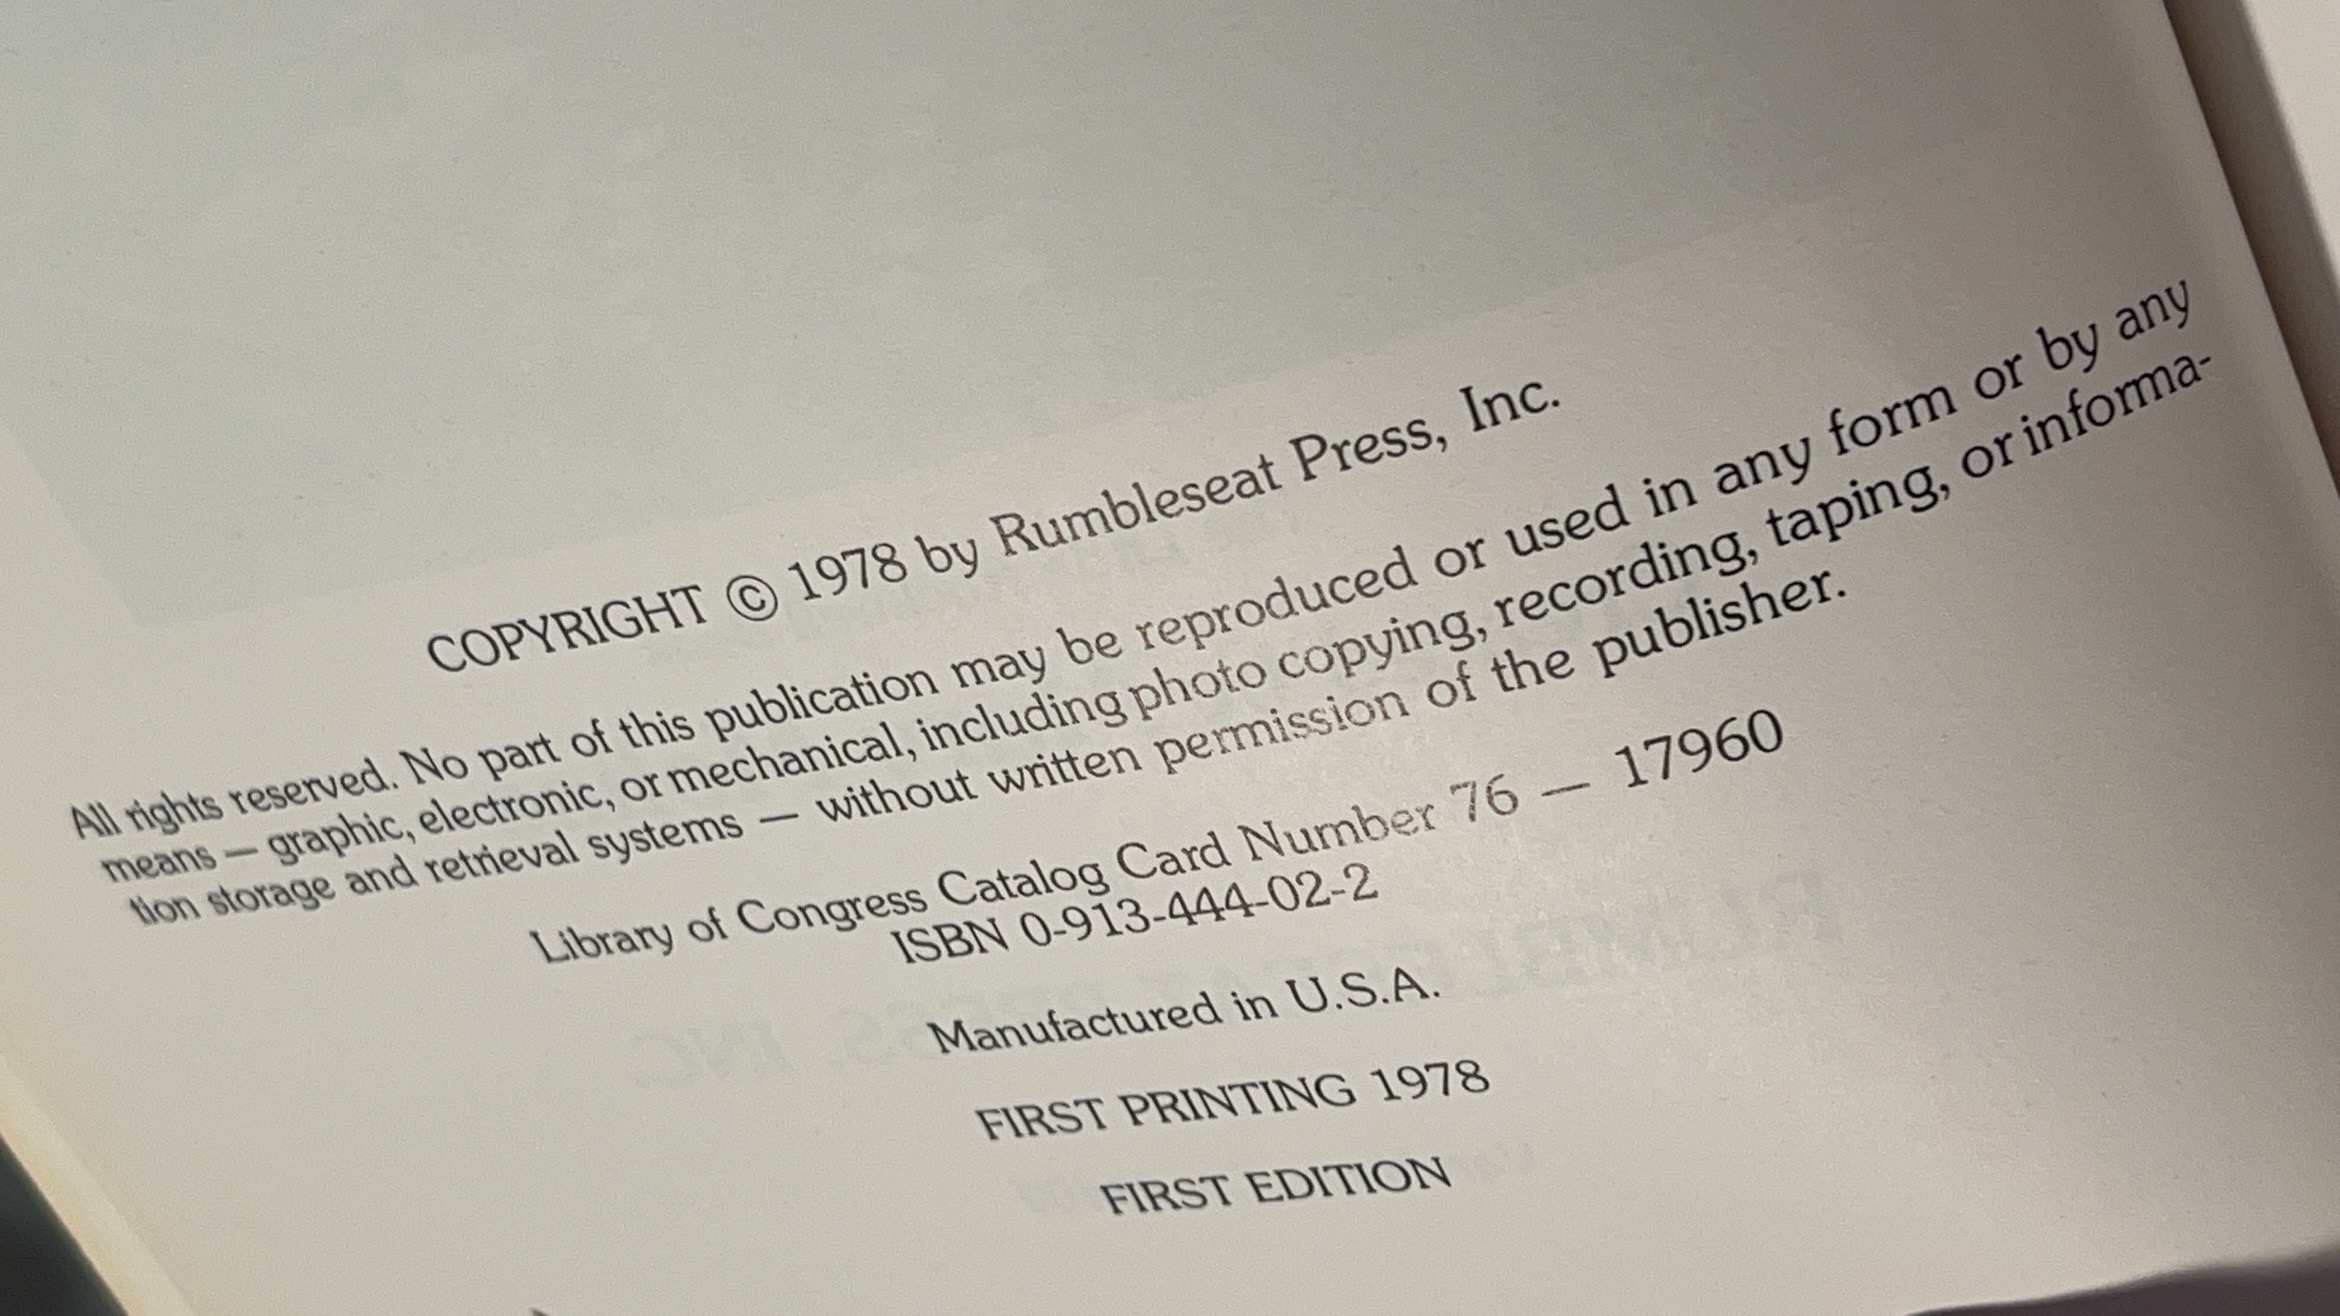 COPYRIGHT © 1978 by Rumbleseat Press, Inc.
All rights reserved. No part of this publication may be reproduced or used in any form or by any
means — graphic, electronic, or mechanical, including photo copying, recording, taping, or informa-
tion storage and retrieval systems — without written permission of the publisher.
Library of Congress Catalog Card Number 76 — 17960
ISBN 0-913-444-02-2
Manufactured in U.S.A.
FIRST PRINTING 1978
FIRST EDITION